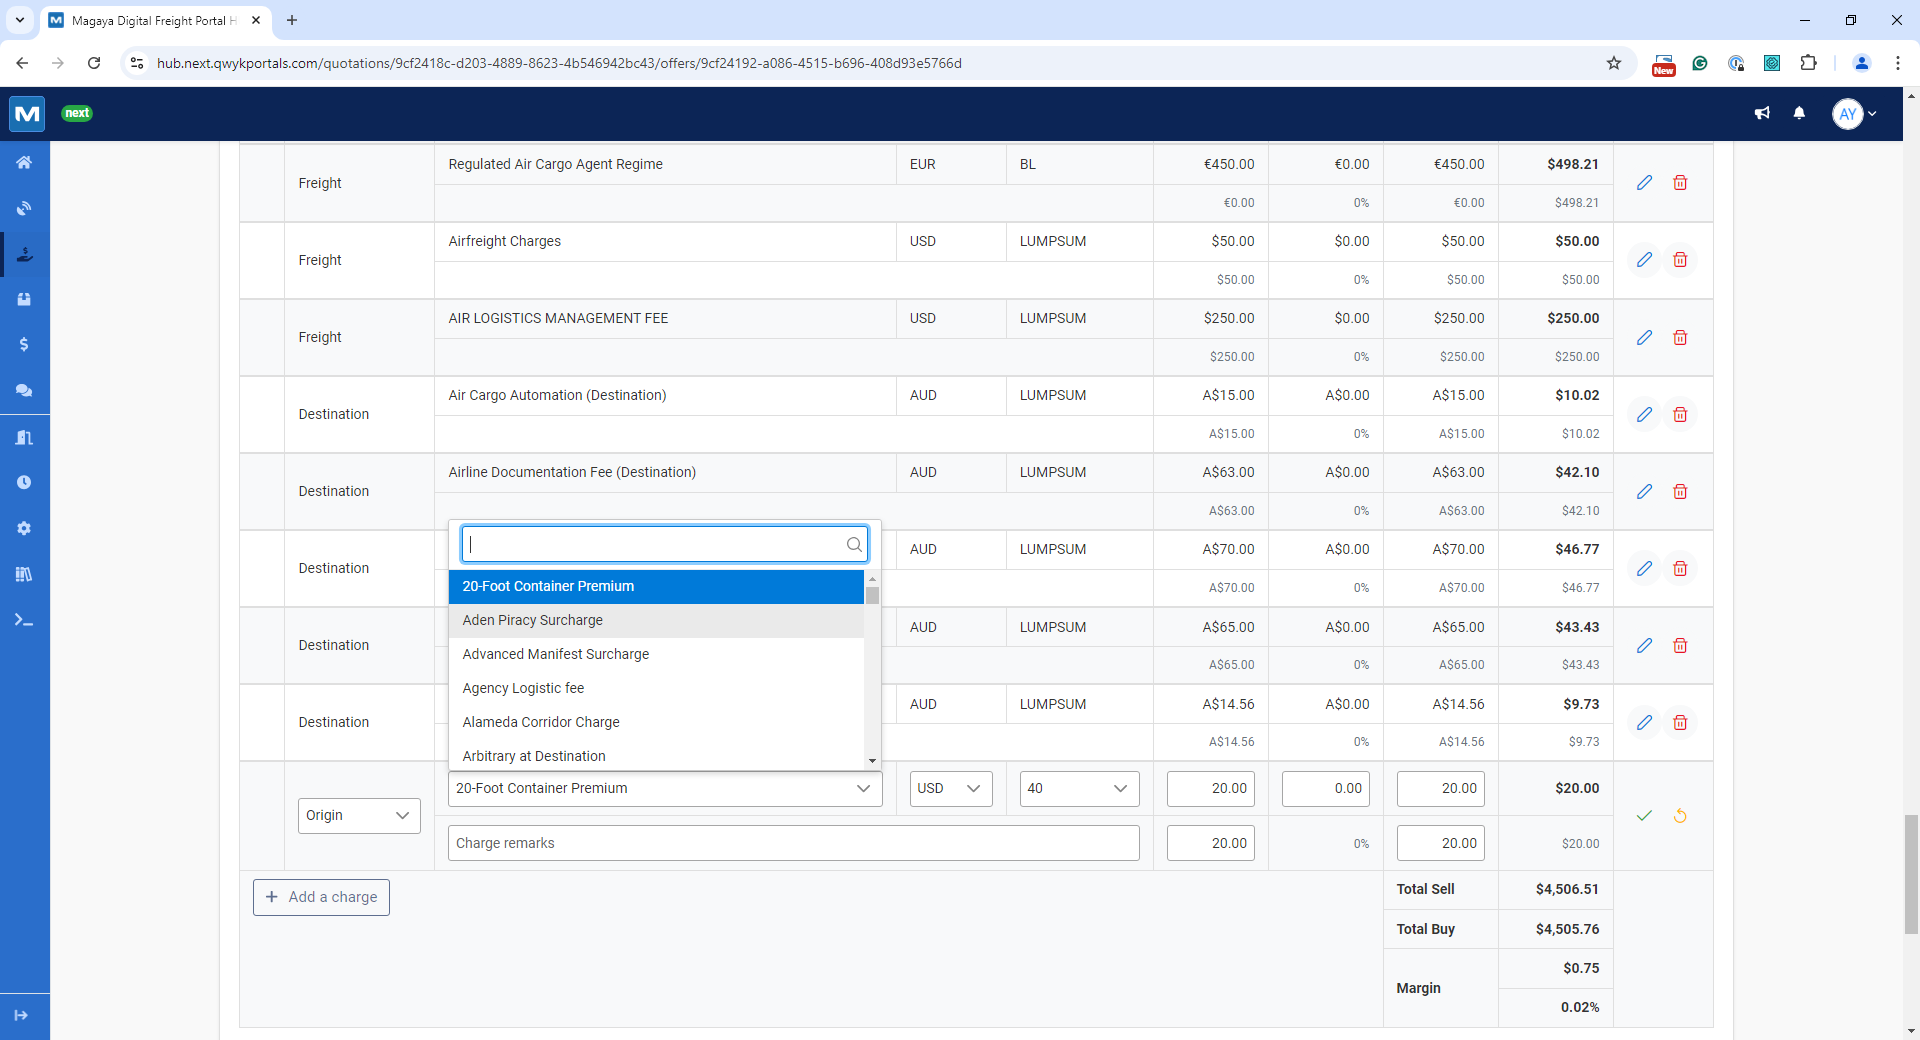 Magaya Digital Freight Portal H
hub.next.qwykportals.com/quotations/9cf2418c-d203-4889-8623-4b546942bc43/offers/9cf24192-a086-4515-b696-408d93e5766d
New
next
AY
Freight Regulated Air Cargo Agent Regime EUR BL €450.00 €0.00 €450.00 $498.21
€0.00 0% €0.00 $498.21
Freight Airfreight Charges USD LUMPSUM $50.00 $0.00 $50.00 $50.00
$50.00 0% $50.00 $50.00
Freight AIR LOGISTICS MANAGEMENT FEE USD LUMPSUM $250.00 $0.00 $250.00 $250.00
$250.00 0% $250.00 $250.00
Destination Air Cargo Automation (Destination) AUD LUMPSUM A$15.00 A$0.00 A$15.00 $10.02
A$15.00 0% A$15.00 $10.02
Destination Airline Documentation Fee (Destination) AUD LUMPSUM A$63.00 A$0.00 A$63.00 $42.10
A$63.00 0% A$63.00 $42.10
Destination AUD LUMPSUM A$70.00 A$0.00 A$70.00 $46.77
A$70.00 0% A$70.00 $46.77
Destination AUD LUMPSUM A$65.00 A$0.00 A$65.00 $43.43
A$65.00 0% A$65.00 $43.43
Destination AUD LUMPSUM A$14.56 A$0.00 A$14.56 $9.73
A$14.56 0% A$14.56 $9.73
20-Foot Container Premium
Aden Piracy Surcharge
Advanced Manifest Surcharge
Agency Logistic fee
Alameda Corridor Charge
Arbitrary at Destination
Origin 20-Foot Container Premium USD 40 20.00 0.00 20.00 $20.00
Charge remarks 20.00 0% 20.00 $20.00
Add a charge
Total Sell $4,506.51
Total Buy $4,505.76
Margin $0.75
0.02%